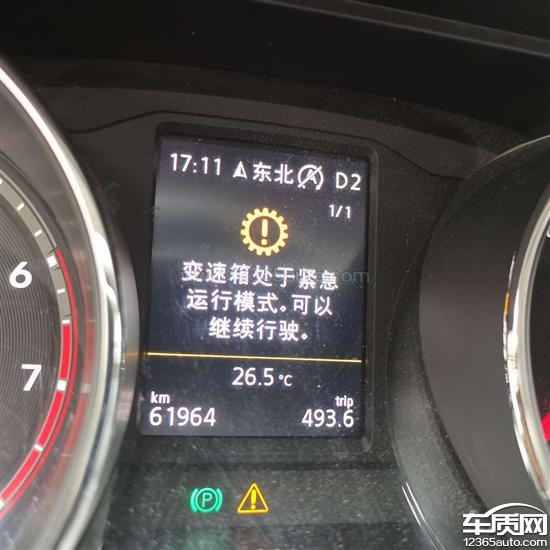 17:11 东北 D2
1/1
变速箱处于紧急
运行模式。可以
继续行驶。
26.5 °C
km trip
61964 493.6
6
7
P
车质网
12365auto.com